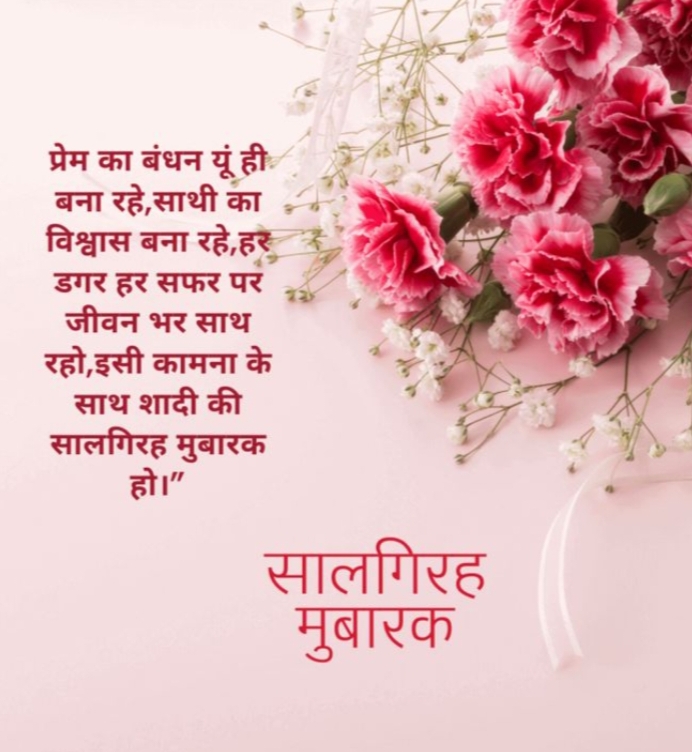 प्रेम का बंधन यूं ही
बना रहे,साथी का
विश्वास बना रहे,हर
डगर हर सफर पर
जीवन भर साथ
रहो,इसी कामना के
साथ शादी की
सालगिरह मुबारक
हो।”
सालगिरह
मुबारक